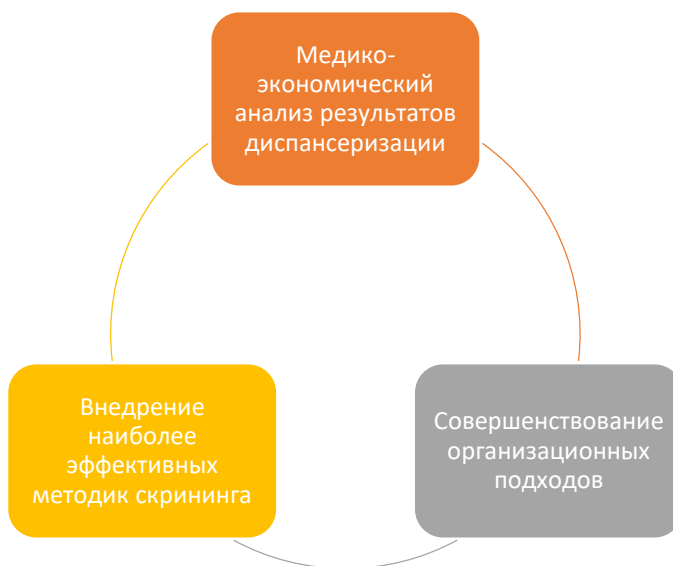 Медико-
экономический
анализ результатов
диспансеризации
Внедрение
наиболее
эффективных
методик скрининга
Совершенствование
организационных
подходов